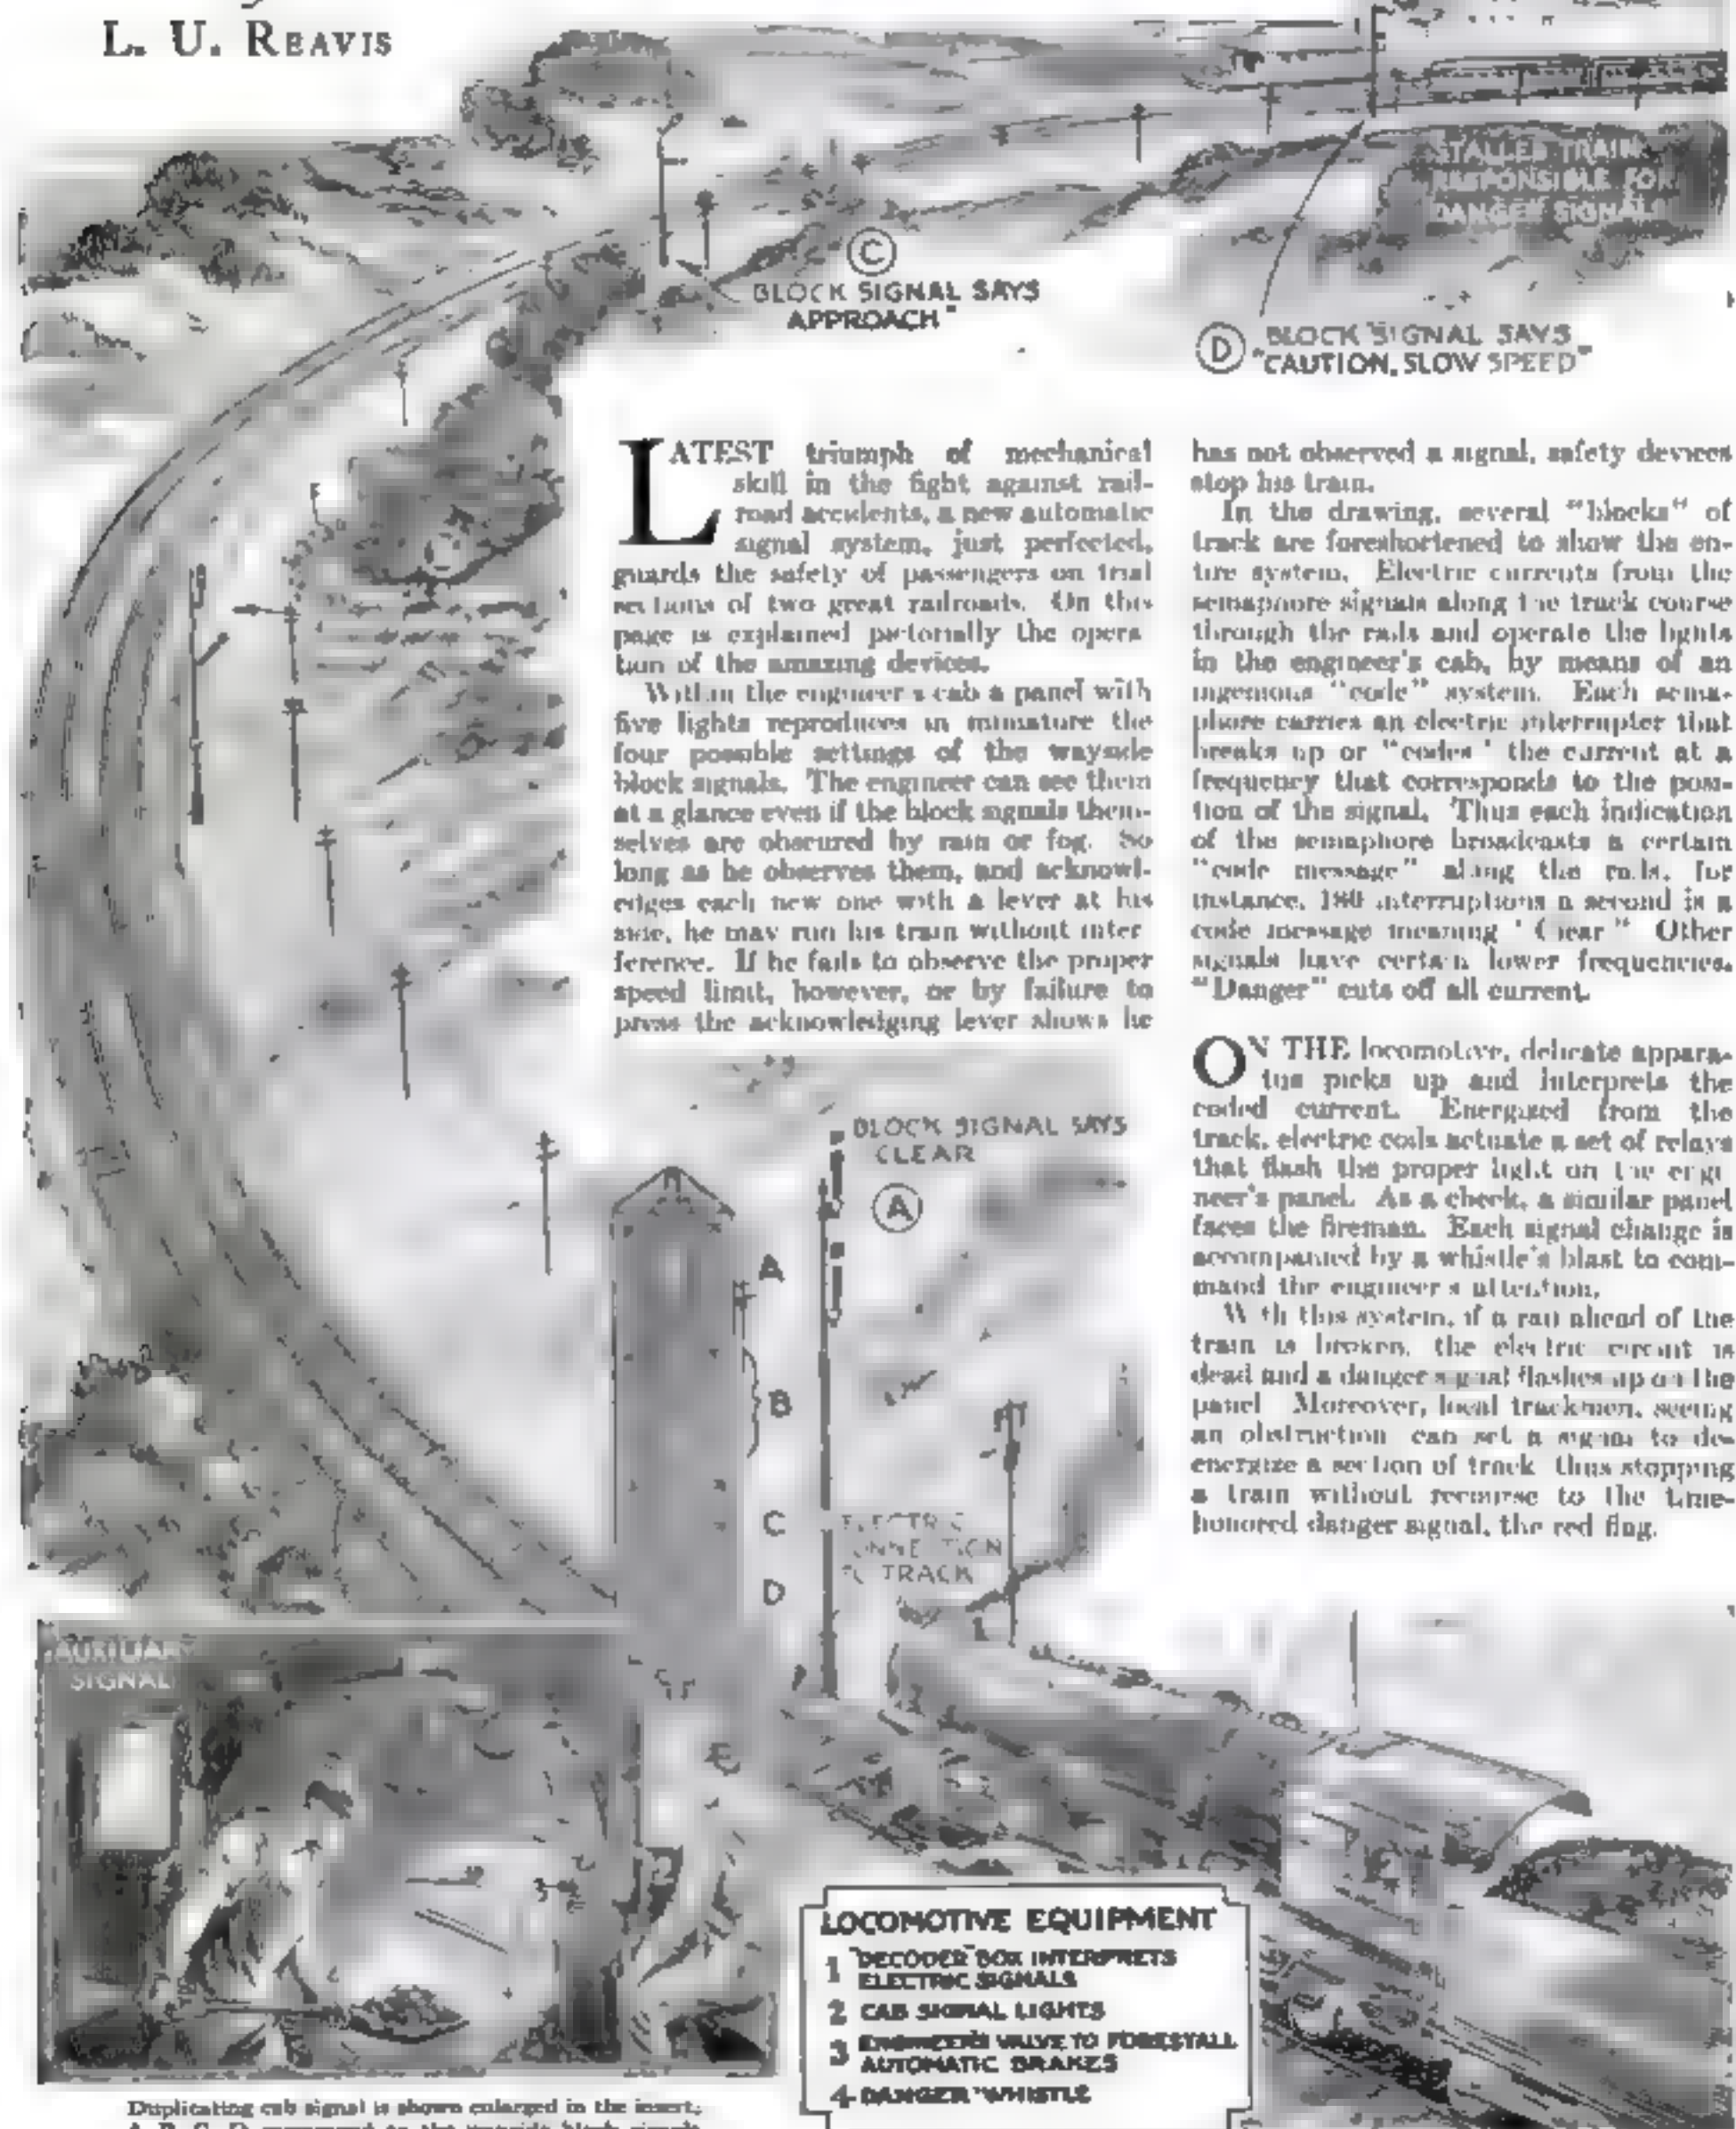 L. U. REAVIS
STALLED TRAIN
RESPONSIBLE FOR
DANGER SIGNALS
C
BLOCK SIGNAL SAYS
APPROACH"
D BLOCK SIGNAL SAYS
"CAUTION, SLOW SPEED"
LATEST triumph of mechanical
skill in the fight against rail-
road accidents, a new automatic
signal system, just perfected,
guards the safety of passengers on trial
sections of two great railroads. On this
page is explained pictorially the opera-
tion of the amazing devices.
Within the engineer's cab a panel with
five lights reproduces in miniature the
four possible settings of the wayside
block signals. The engineer can see them
at a glance even if the block signals them-
selves are obscured by rain or fog. So
long as he observes them, and acknowl-
edges each new one with a lever at his
side, he may run his train without inter-
ference. If he fails to observe the proper
speed limit, however, or by failure to
press the acknowledging lever shows he
has not observed a signal, safety devices
stop his train.
In the drawing, several "blocks" of
track are foreshortened to show the en-
tire system. Electric currents from the
semaphore signals along the track course
through the rails and operate the lights
in the engineer's cab, by means of an
ingenious "code" system. Each sema-
phore carries an electric interrupter that
breaks up or "codes" the current at a
frequency that corresponds to the posi-
tion of the signal. Thus each indication
of the semaphore broadcasts a certain
"code message" along the rails, for
instance, 180 interruptions a second is a
code message meaning "Clear." Other
signals have certain lower frequencies.
"Danger" cuts off all current.
ON THE locomotive, delicate appara-
tus picks up and interprets the
coded current. Energized from the
track, electric coils actuate a set of relays
that flash the proper light on the engi-
neer's panel. As a check, a similar panel
faces the fireman. Each signal change is
accompanied by a whistle's blast to com-
mand the engineer's attention.
With this system, if a rail ahead of the
train is broken, the electric circuit is
dead and a danger signal flashes up on the
panel. Moreover, local trackmen, seeing
an obstruction can set a signal to de-
energize a section of track thus stopping
a train without recourse to the time-
honored danger signal, the red flag.
BLOCK SIGNAL SAYS
CLEAR
A
A
B
C
D
ELECTRIC
CONNECTION
TO TRACK
AUXILIARY
SIGNAL
LOCOMOTIVE EQUIPMENT
1 "DECODER" BOX INTERPRETS
ELECTRIC SIGNALS
2 CAB SIGNAL LIGHTS
3 ENGINEER'S VALVE TO FORESTALL
AUTOMATIC BRAKES
4 DANGER WHISTLE
Duplicating cab signal is shown enlarged in the insert;